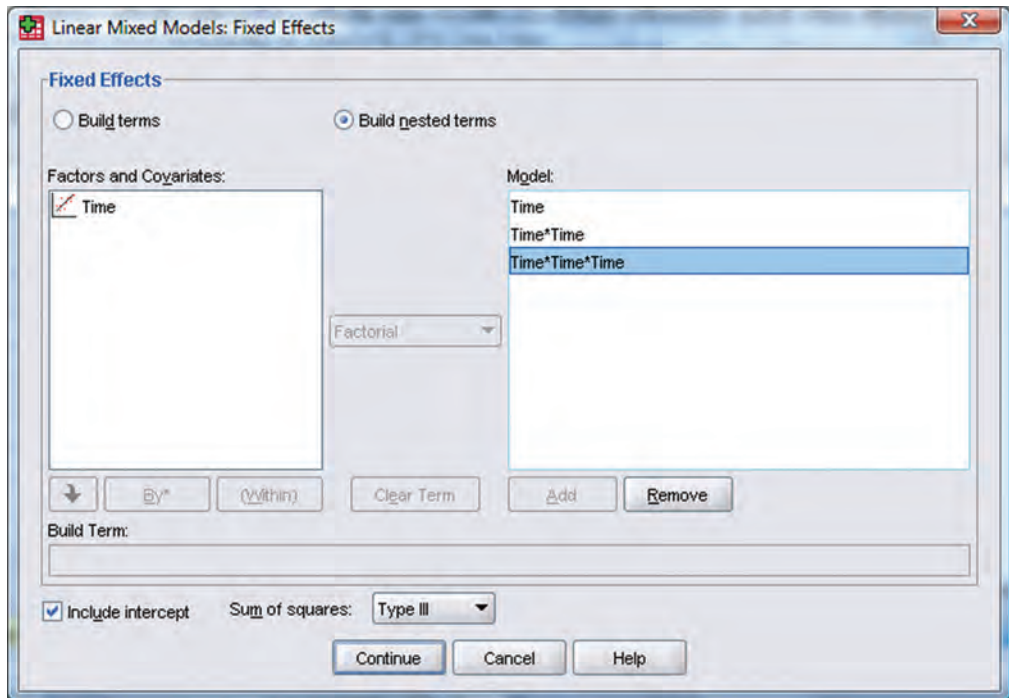 Linear Mixed Models: Fixed Effects
Fixed Effects
Build terms
Build nested terms
Factors and Covariates:
Model:
Time
Time
Time*Time
Time*Time*Time
Factorial
By*
(Within)
Clear Term
Add
Remove
Build Term:
Include intercept
Sum of squares:
Type III
Continue
Cancel
Help